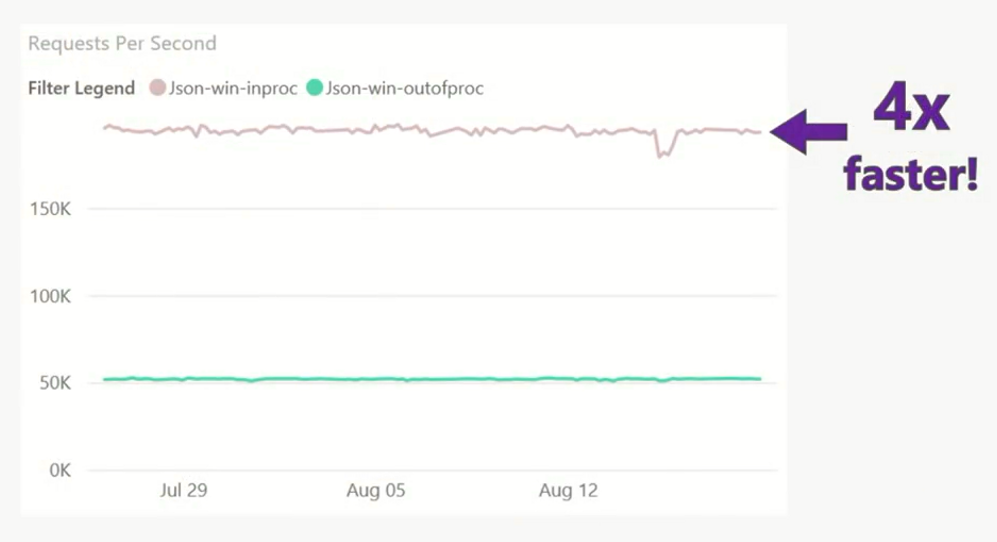 Requests Per Second
Filter Legend Json-win-inproc Json-win-outofproc
4x
faster!
150K
100K
50K
0K
Jul 29 Aug 05 Aug 12